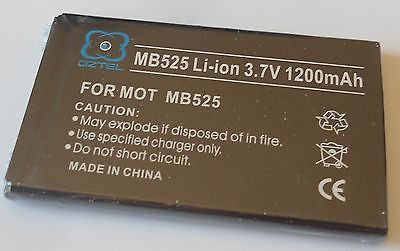 OZTEL
MB525 Li-ion 3.7V 1200mAh
FOR MOT MB525
CAUTION:
• May explode if disposed of in fire.
• Use specified charger only.
• Do not short circuit.
MADE IN CHINA
CE